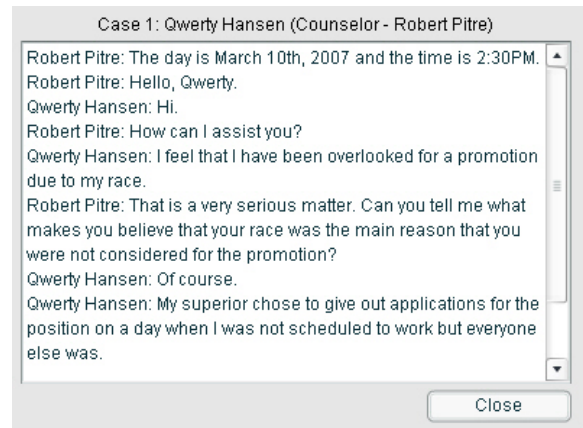 Case 1: Qwerty Hansen (Counselor - Robert Pitre)
Robert Pitre: The day is March 10th, 2007 and the time is 2:30PM.
Robert Pitre: Hello, Qwerty.
Qwerty Hansen: Hi.
Robert Pitre: How can I assist you?
Qwerty Hansen: I feel that I have been overlooked for a promotion
due to my race.
Robert Pitre: That is a very serious matter. Can you tell me what
makes you believe that your race was the main reason that you
were not considered for the promotion?
Qwerty Hansen: Of course.
Qwerty Hansen: My superior chose to give out applications for the
position on a day when I was not scheduled to work but everyone
else was.
Close